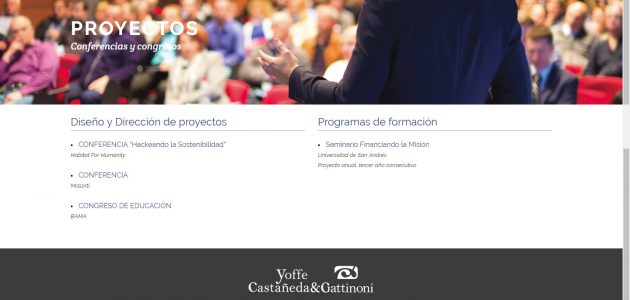 PROYECTOS
Conferencias y congresos
Diseño y Dirección de proyectos
CONFERENCIA "Hackeando la Sostenibilidad"
Habitat For Humanity
CONFERENCIA
Mosorti
CONGRESO DE EDUCACIÓN
BAMA
Programas de formación
Seminario Financiando la Misión
Universidad de San Andrés
Proyecto anual, tercer año consecutivo
Yoffe
Castañeda&Gattinoni